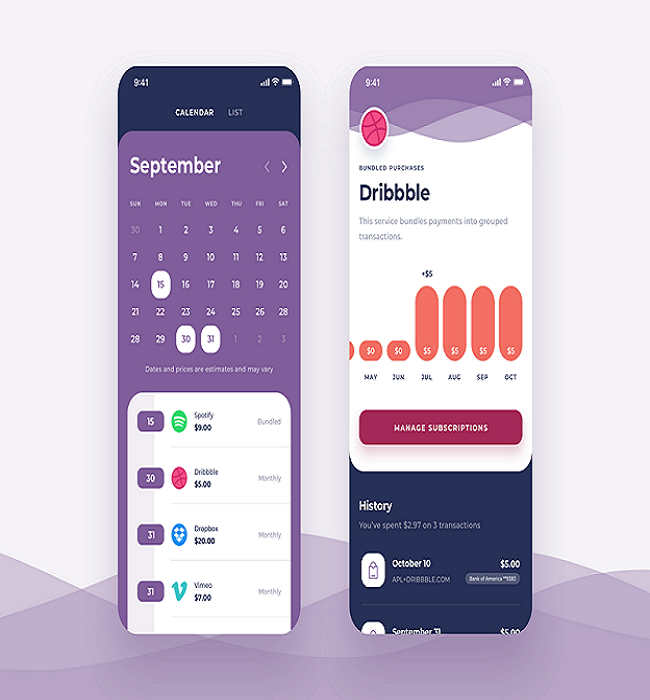 9:41
CALENDAR LIST
September
SUN MON TUE WED THU FRI SAT
30 1 2 3 4 5 6
7 8 9 10 11 12 13
14 15 16 17 18 19 20
21 22 23 24 25 26 27
28 29 30 31 1 2 3
Dates and prices are estimates and may vary
15 Spotify
$9.00 Bundled
30 Dribbble
$5.00 Monthly
31 Dropbox
$20.00 Monthly
31 Vimeo
$7.00 Monthly
9:41
BUNDLED PURCHASES
Dribbble
This service bundles payments into grouped
transactions.
+$5
$0 $0 $5 $5 $5 $5
MAY JUN JUL AUG SEP OCT
MANAGE SUBSCRIPTIONS
History
You've spent $2.97 on 3 transactions
October 10 $5.00
APL*DRIBBBLE.COM Bank of America
September 31 $5.00